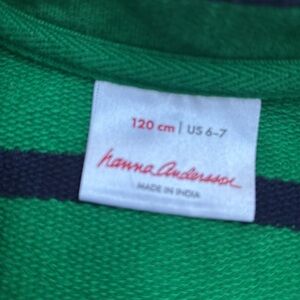 120 cm | US 6-7
hanna andersson
MADE IN INDIA